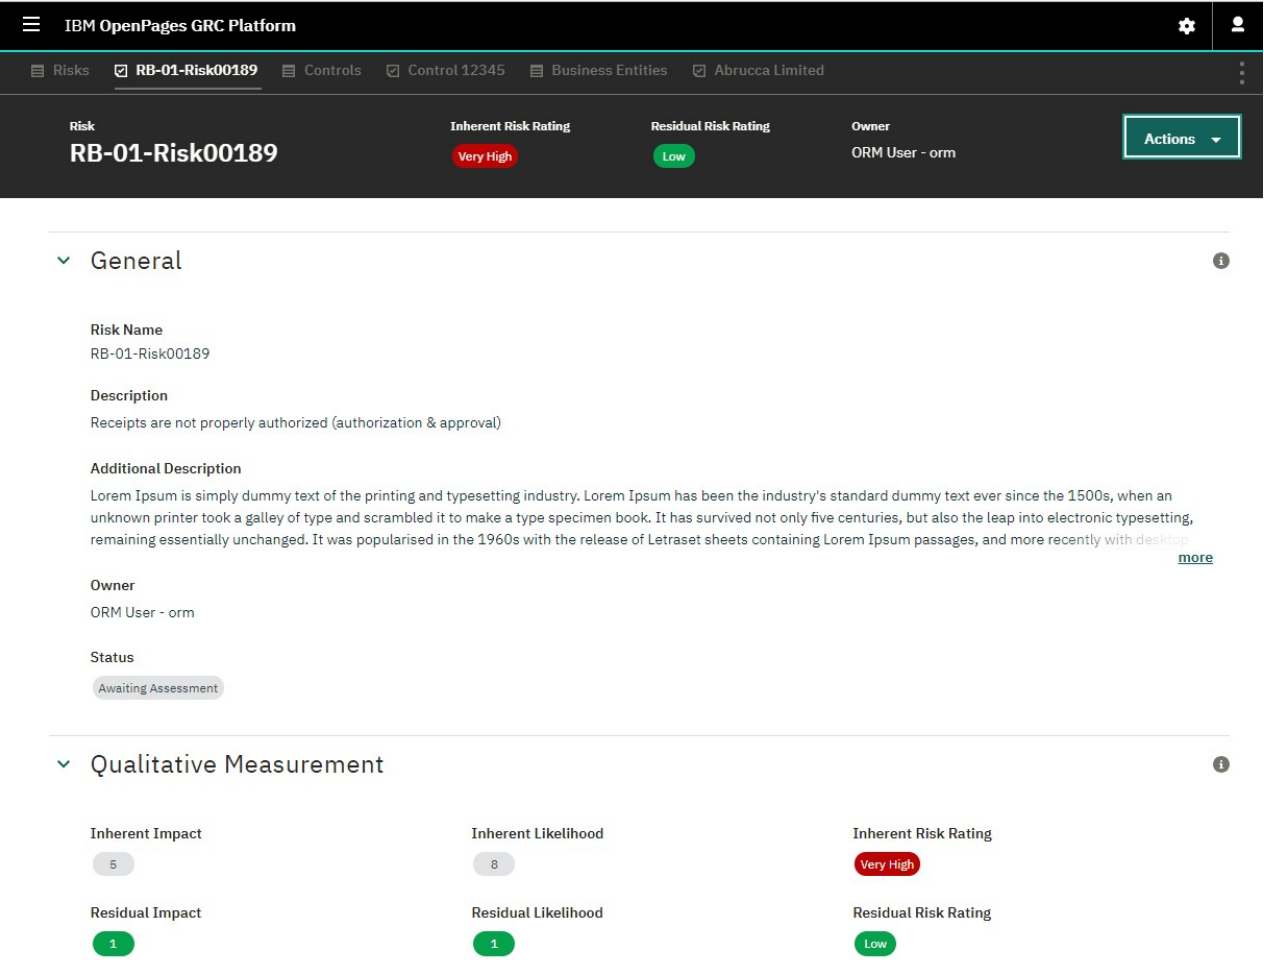 IBM OpenPages GRC Platform
Risks RB-01-Risk00189 Controls Control 12345 Business Entities Abrucca Limited
Risk Inherent Risk Rating Residual Risk Rating Owner
RB-01-Risk00189 Very High Low ORM User - orm Actions
General
Risk Name
RB-01-Risk00189
Description
Receipts are not properly authorized (authorization & approval)
Additional Description
Lorem Ipsum is simply dummy text of the printing and typesetting industry. Lorem Ipsum has been the industry's standard dummy text ever since the 1500s, when an
unknown printer took a galley of type and scrambled it to make a type specimen book. It has survived not only five centuries, but also the leap into electronic typesetting,
remaining essentially unchanged. It was popularised in the 1960s with the release of Letraset sheets containing Lorem Ipsum passages, and more recently with desktop
more
Owner
ORM User - orm
Status
Awaiting Assessment
Qualitative Measurement
Inherent Impact Inherent Likelihood Inherent Risk Rating
5 8 Very High
Residual Impact Residual Likelihood Residual Risk Rating
1 1 Low